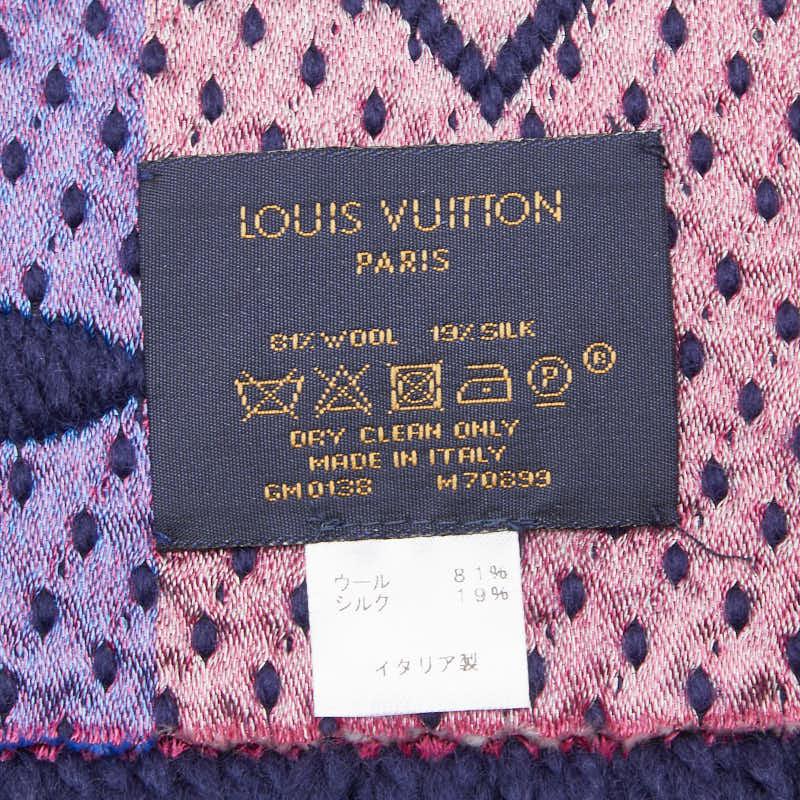 LOUIS VUITTON
PARIS
81% WOOL 19% SILK
P ®
DRY CLEAN ONLY
MADE IN ITALY
GM0138 M70899
ウール 81%
シルク 19%
イタリア製